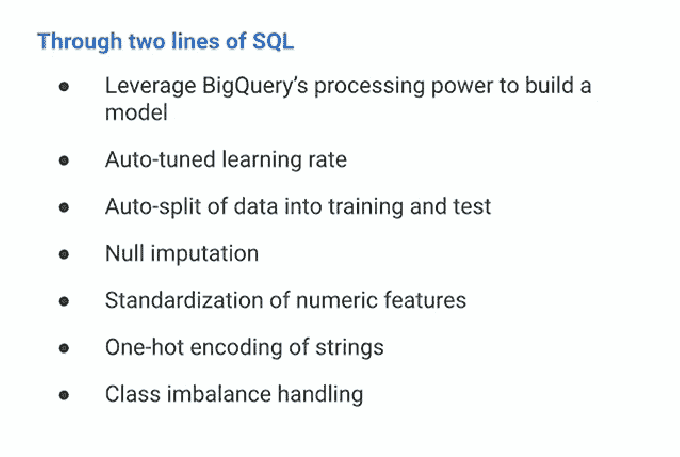 Through two lines of SQL
● Leverage BigQuery's processing power to build a
model
● Auto-tuned learning rate
● Auto-split of data into training and test
● Null imputation
● Standardization of numeric features
● One-hot encoding of strings
● Class imbalance handling